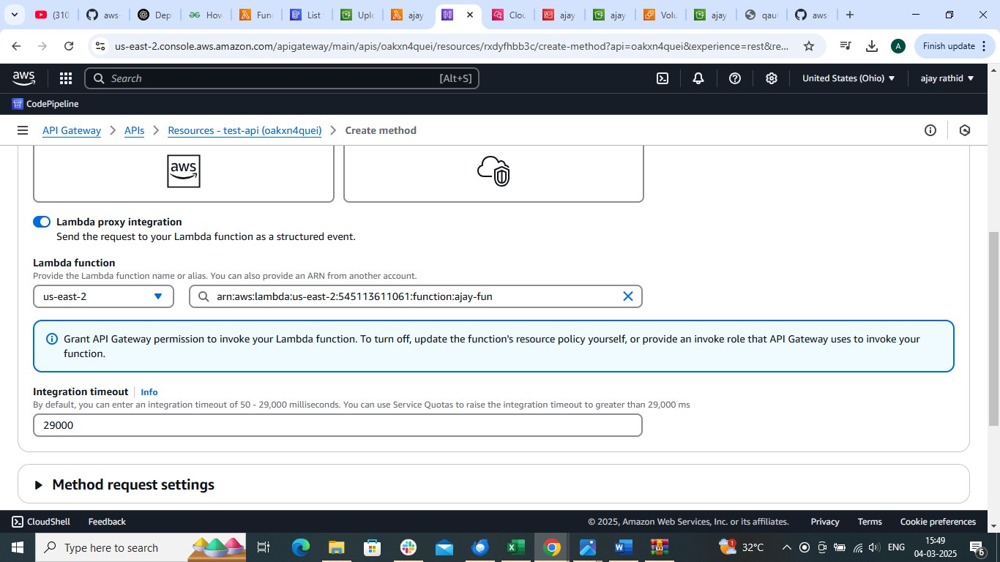 (310
aws-
Dep
How
Func
List
Uplo
ajay
Clou
ajay
ajay
Volu
ajay
qau
aws-
us-east-2.console.aws.amazon.com/apigateway/main/apis/oakxn4quei/resources/rxdyfhbb3c/create-method?api=oakxn4quei&experience=rest&re...
A
Finish update
aws
Search
[Alt+S]
United States (Ohio)
ajay rathid
CodePipeline
API Gateway
APIs
Resources - test-api (oakxn4quei)
Create method
aws
Lambda proxy integration
Send the request to your Lambda function as a structured event.
Lambda function
Provide the Lambda function name or alias. You can also provide an ARN from another account.
us-east-2
arn:aws:lambda:us-east-2:545113611061:function:ajay-fun
Grant API Gateway permission to invoke your Lambda function. To turn off, update the function's resource policy yourself, or provide an invoke role that API Gateway uses to invoke your
function.
Integration timeout
Info
By default, you can enter an integration timeout of 50 - 29,000 milliseconds. You can use Service Quotas to raise the integration timeout to greater than 29,000 ms
29000
Method request settings
CloudShell
Feedback
© 2025, Amazon Web Services, Inc. or its affiliates.
Privacy
Terms
Cookie preferences
Type here to search
1
32°C
ENG
15:49
04-03-2025
6